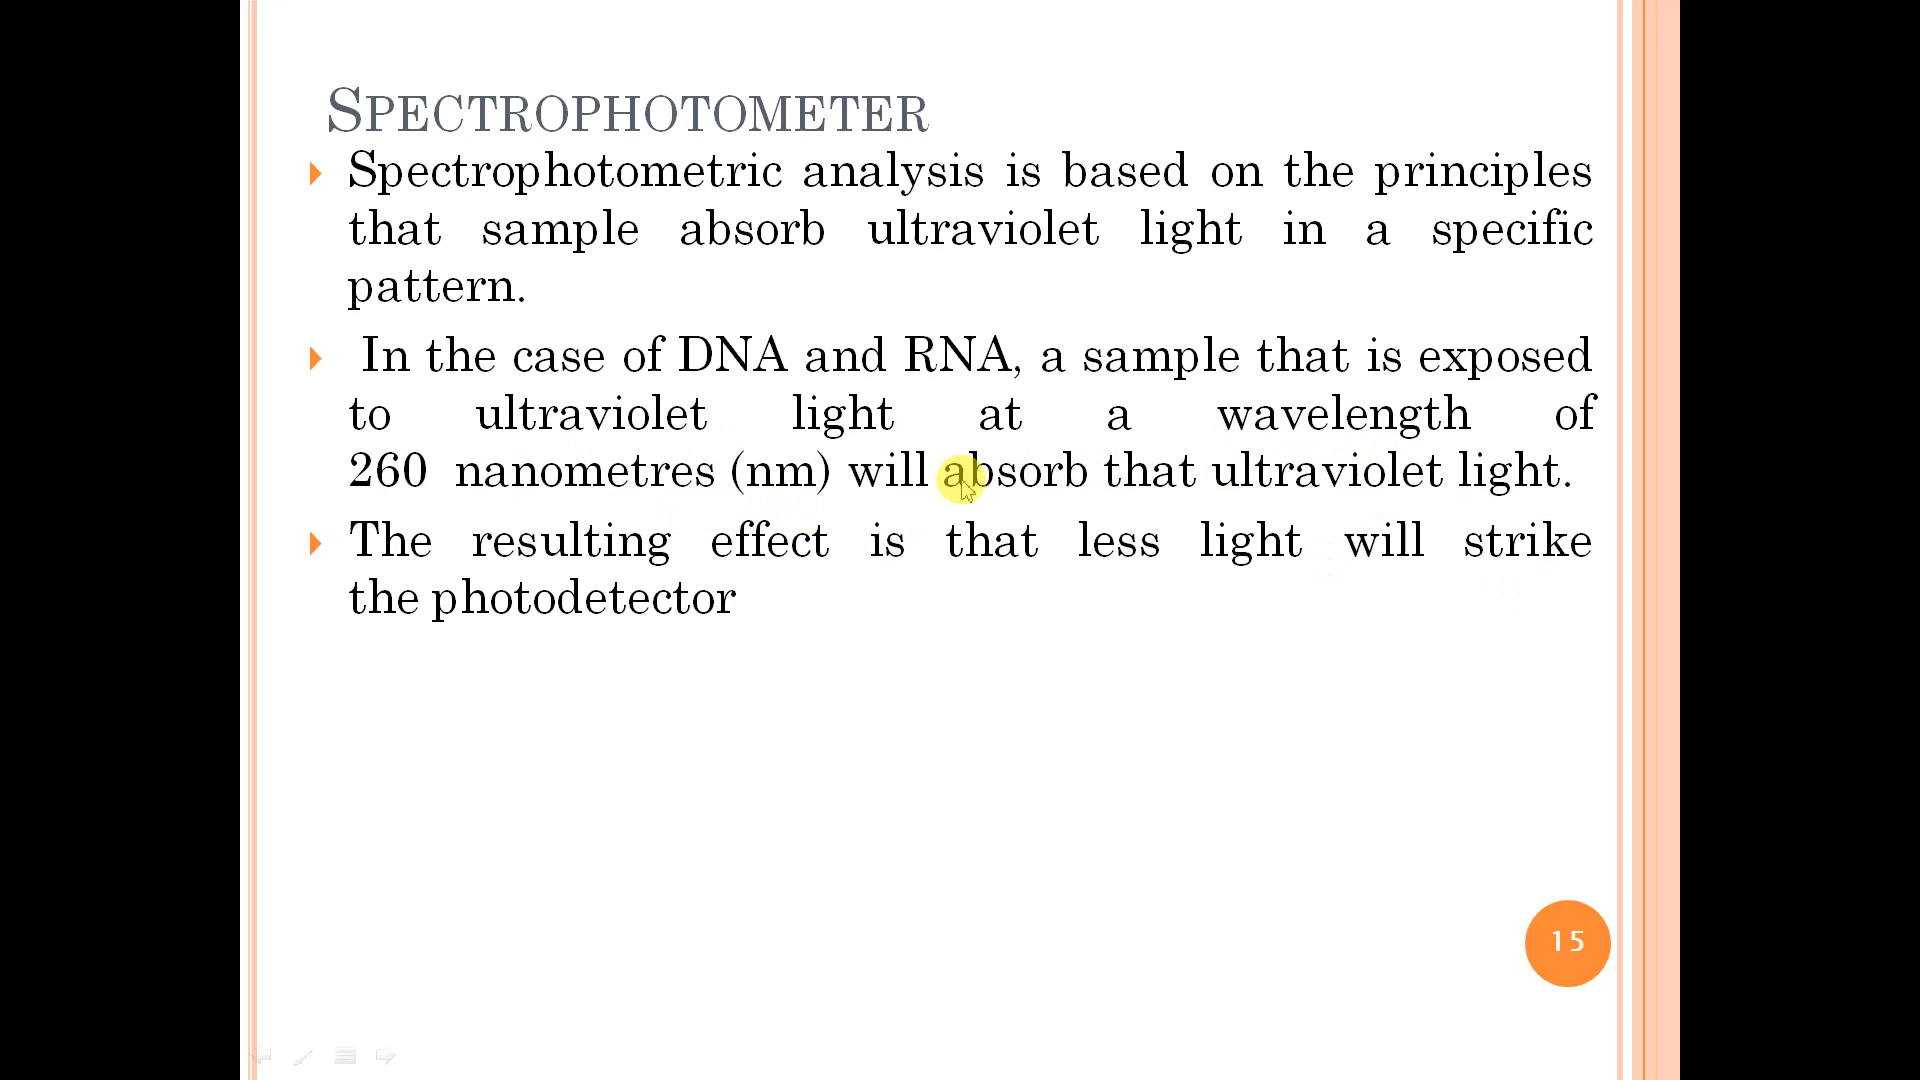 SPECTROPHOTOMETER
Spectrophotometric analysis is based on the principles
that sample absorb ultraviolet light in a specific
pattern.
In the case of DNA and RNA, a sample that is exposed
to ultraviolet light at a wavelength of
260 nanometres (nm) will absorb that ultraviolet light.
The resulting effect is that less light will strike
the photodetector
15